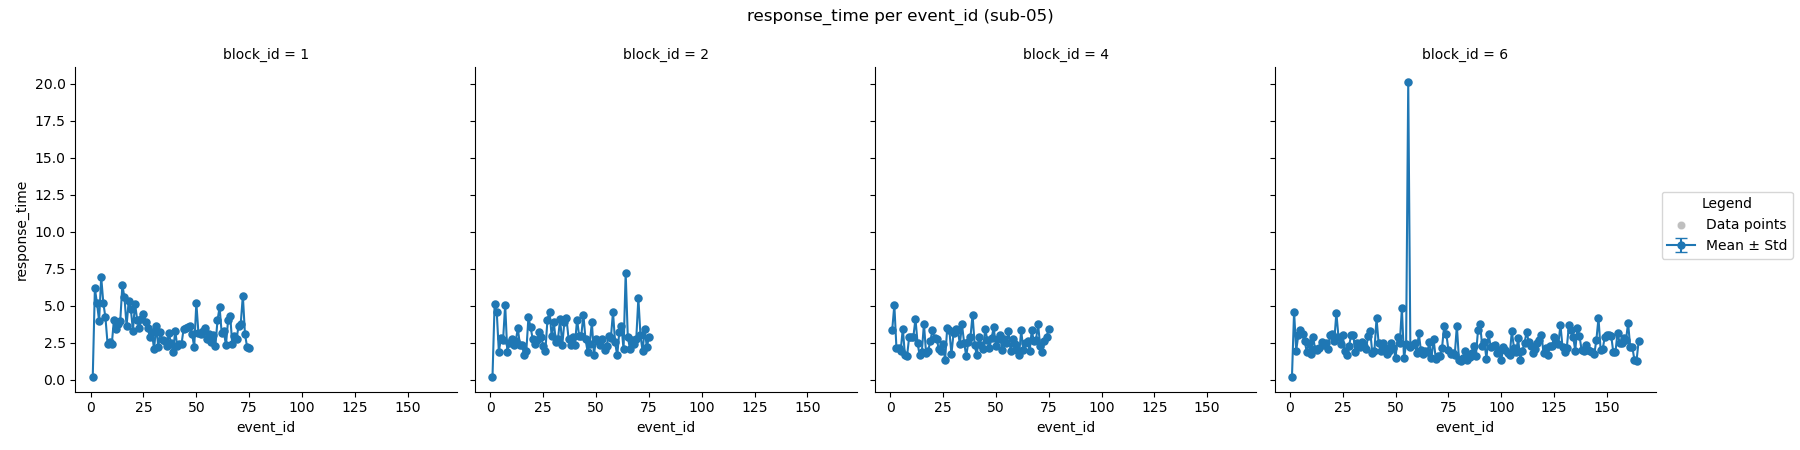 response_time per event_id (sub-05)
block_id = 1
block_id = 2
block_id = 4
block_id = 6
20.0
17.5
15.0
12.5
10.0
7.5
5.0
2.5
0.0
response_time
0 25 50 75 100 125 150
0 25 50 75 100 125 150
0 25 50 75 100 125 150
0 25 50 75 100 125 150
event_id
event_id
event_id
event_id
Legend
Data points
Mean ± Std